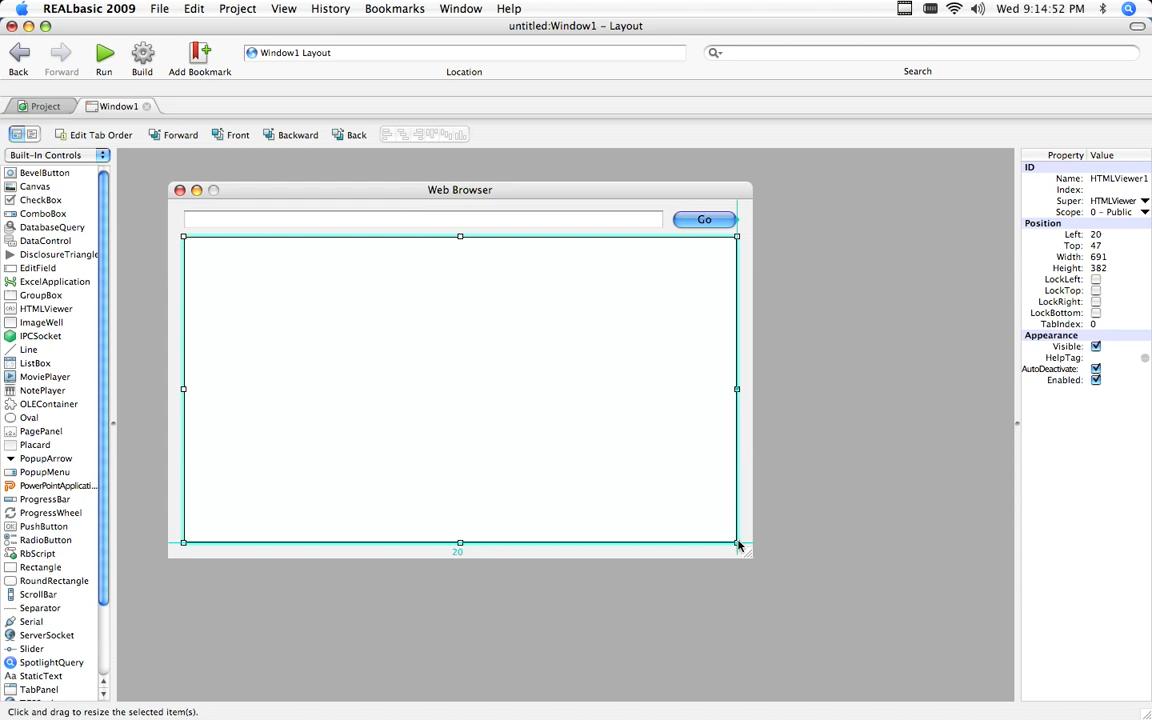 REALbasic 2009 File Edit Project View History Bookmarks Window Help Wed 9:14:52 PM
untitled:Window1 - Layout
Window1 Layout
Back Forward Run Build Add Bookmark Location Search
Project Window1
Edit Tab Order Forward Front Backward Back
Built-In Controls
BevelButton
Canvas
CheckBox
ComboBox
DatabaseQuery
DataControl
DisclosureTriangle
EditField
ExcelApplication
GroupBox
HTMLViewer
ImageWell
IPCSocket
Line
ListBox
MoviePlayer
NotePlayer
OLEContainer
Oval
PagePanel
Placard
PopupArrow
PopupMenu
PowerPointApplicati...
ProgressBar
ProgressWheel
PushButton
RadioButton
RbScript
Rectangle
RoundRectangle
ScrollBar
Separator
Serial
ServerSocket
Slider
SpotlightQuery
Aa StaticText
TabPanel
Web Browser
Go
20
Property Value
ID
Name: HTMLViewer1
Index:
Super: HTMLViewer
Scope: 0 - Public
Position
Left: 20
Top: 47
Width: 691
Height: 382
LockLeft:
LockTop:
LockRight:
LockBottom:
TabIndex: 0
Appearance
Visible:
HelpTag:
AutoDeactivate:
Enabled:
Click and drag to resize the selected item(s).